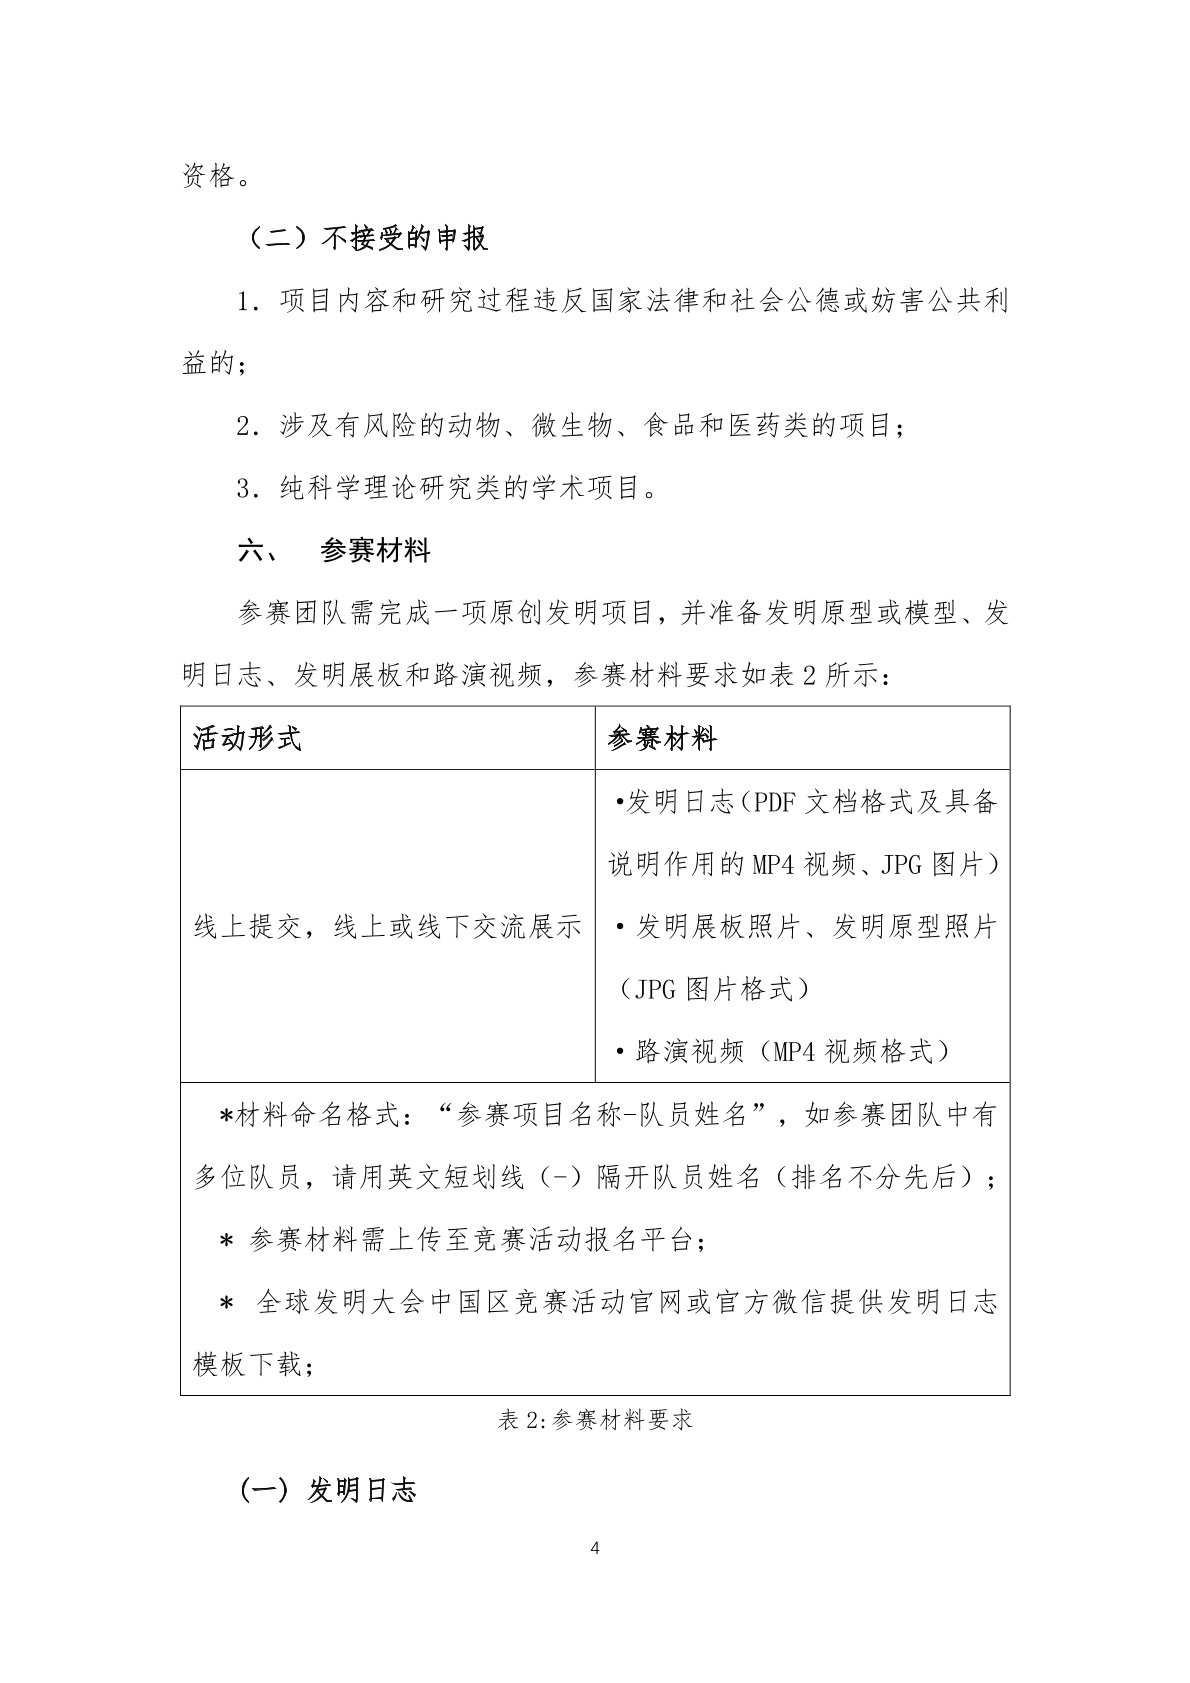 资格。
（二）不接受的申报
1. 项目内容和研究过程违反国家法律和社会公德或妨害公共利
益的；
2. 涉及有风险的动物、微生物、食品和医药类的项目；
3. 纯科学理论研究类的学术项目。
六、 参赛材料
参赛团队需完成一项原创发明项目，并准备发明原型或模型、发
明日志、发明展板和路演视频，参赛材料要求如表 2 所示：
活动形式
参赛材料
线上提交，线上或线下交流展示
·发明日志（PDF 文档格式及具备
说明作用的 MP4 视频、JPG 图片）
· 发明展板照片、发明原型照片
（JPG 图片格式）
· 路演视频（MP4 视频格式）
*材料命名格式：“参赛项目名称-队员姓名”，如参赛团队中有
多位队员，请用英文短划线（-）隔开队员姓名（排名不分先后）；
* 参赛材料需上传至竞赛活动报名平台；
* 全球发明大会中国区竞赛活动官网或官方微信提供发明日志
模板下载；
表 2:参赛材料要求
(一) 发明日志
4